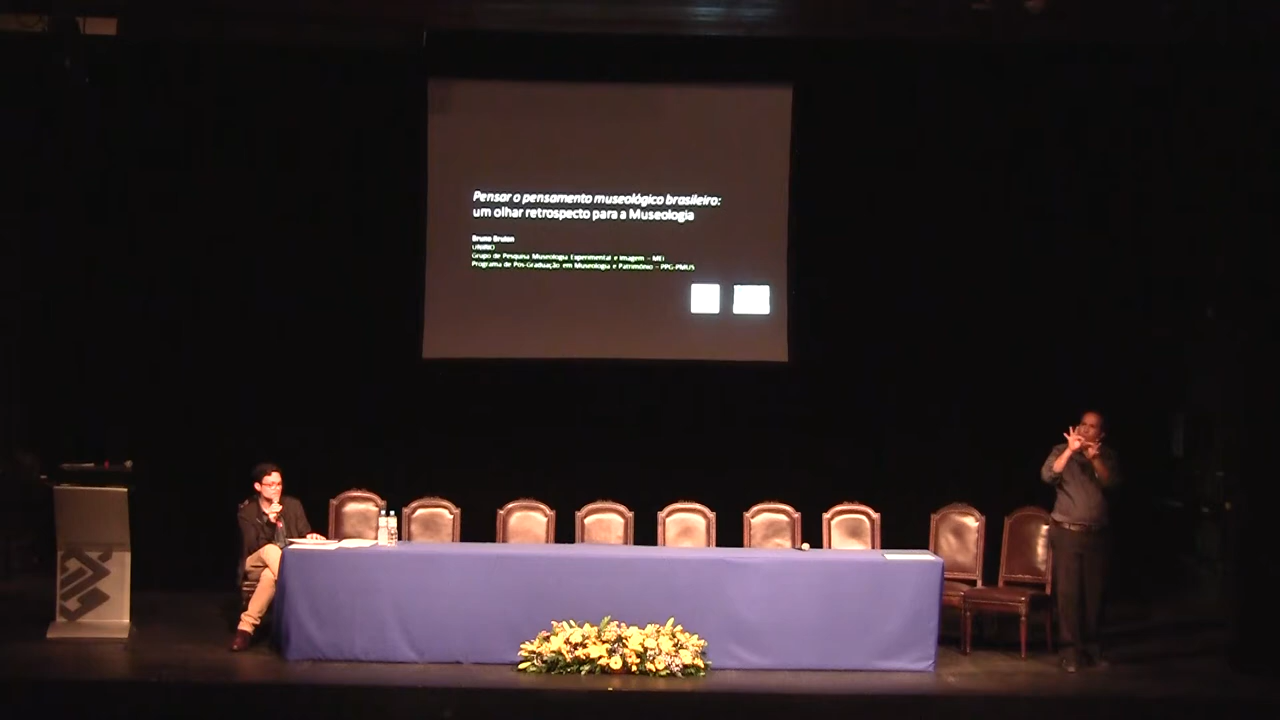 Pensar o pensamento museológico brasileiro:
um olhar retrospecto para a Museologia
Bruno Brulon
UNIRIO
Grupo de Pesquisa Museologia Experimental e Imagem – MEI
Programa de Pós-Graduação em Museologia e Patrimônio – PPG-PMUS